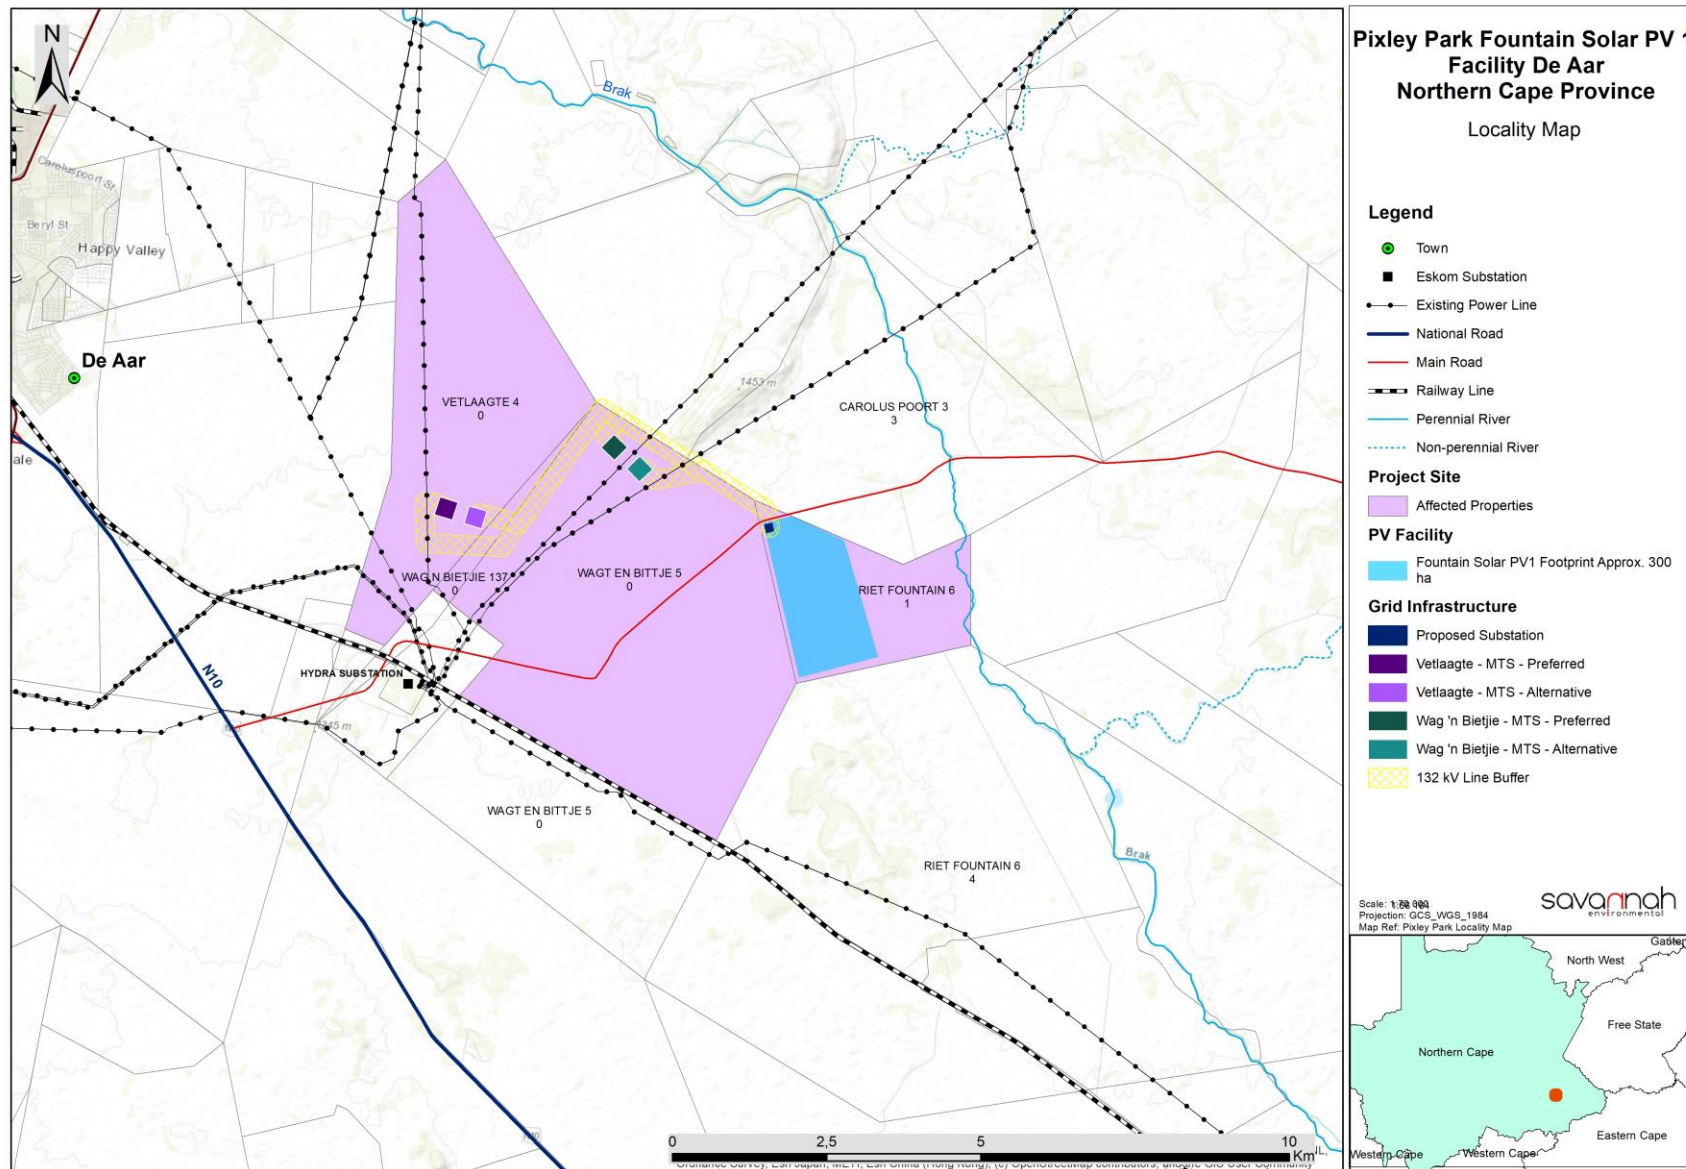 N
Brak
Caroluspoort St
Beryl St
Happy Valley
De Aar
1453 m
VETLAAGTE 4
0
CAROLUS POORT 3
3
ale
WAG N BIETJIE 137
0
WAGT EN BITTJE 5
0
RIET FOUNTAIN 6
1
N10
HYDRA SUBSTATION
1345 m
WAGT EN BITTJE 5
0
Brak
RIET FOUNTAIN 6
4
N10
0
2,5
5
10
Km
Pixley Park Fountain Solar PV 1
Facility De Aar
Northern Cape Province
Locality Map
Legend
Town
Eskom Substation
Existing Power Line
National Road
Main Road
Railway Line
Perennial River
Non-perennial River
Project Site
Affected Properties
PV Facility
Fountain Solar PV1 Footprint Approx. 300
ha
Grid Infrastructure
Proposed Substation
Vetlaagte - MTS - Preferred
Vetlaagte - MTS - Alternative
Wag 'n Bietjie - MTS - Preferred
Wag 'n Bietjie - MTS - Alternative
132 kV Line Buffer
Scale:
Projection: GCS_WGS_1984
Map Ref: Pixley Park Locality Map
savannah
environmental
North West
Free State
Northern Cape
Eastern Cape
Western Cape
Western Cape